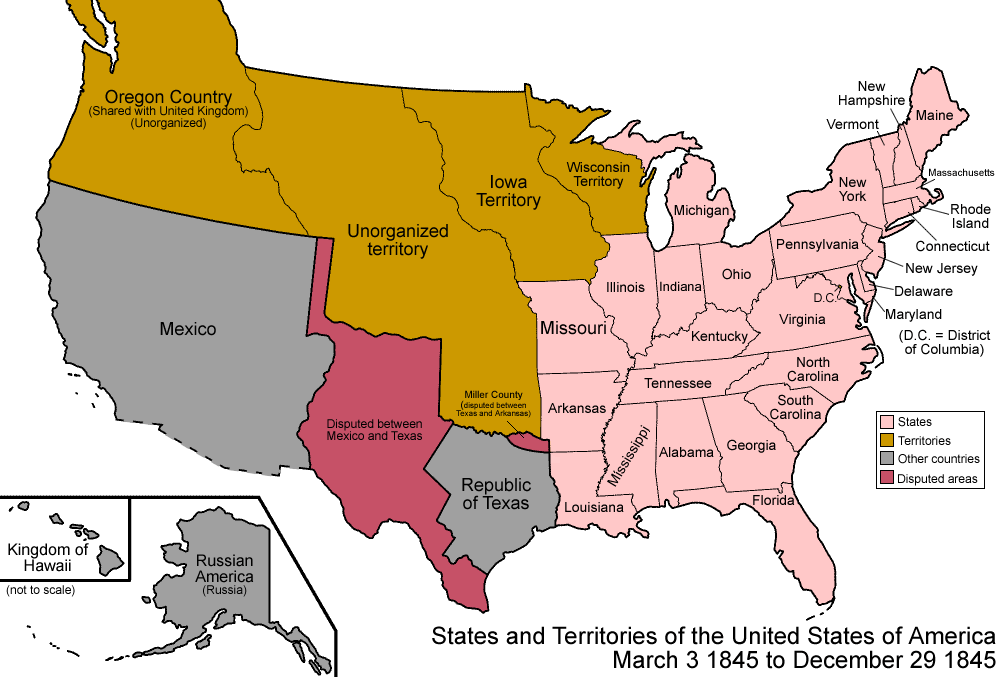 Oregon Country
(Shared with United Kingdom)
(Unorganized)
New
Hampshire
Maine
Vermont
Massachusetts
Wisconsin
Territory
Iowa
Territory
New
York
Michigan
Rhode
Island
Unorganized
territory
Pennsylvania
Connecticut
New Jersey
Ohio
Illinois
Indiana
Delaware
D.C.
Maryland
Mexico
Missouri
Virginia
Kentucky
(D.C. = District
of Columbia)
North
Carolina
Tennessee
Miller County
(disputed between
Texas and Arkansas)
Arkansas
South
Carolina
Disputed between
Mexico and Texas
States
Territories
Other countries
Disputed areas
Mississippi
Alabama
Georgia
Republic
of Texas
Louisiana
Florida
Kingdom of
Hawaii
(not to scale)
Russian
America
(Russia)
States and Territories of the United States of America
March 3 1845 to December 29 1845